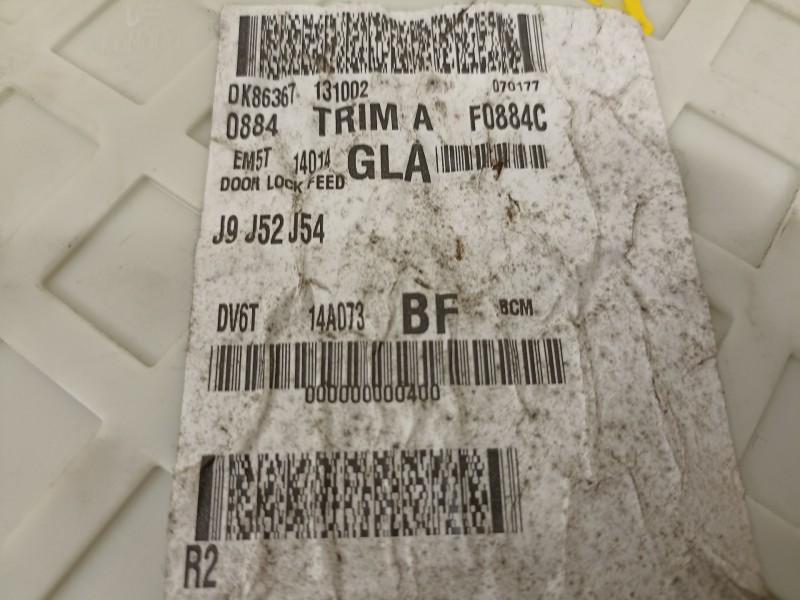 DK86367 131002 070177
0884 TRIM A F0884C
EM5T 14014 GLA
DOOR LOCK FEED
J9 J52 J54
DV6T 14A073 BF BCM
000000000400
R2